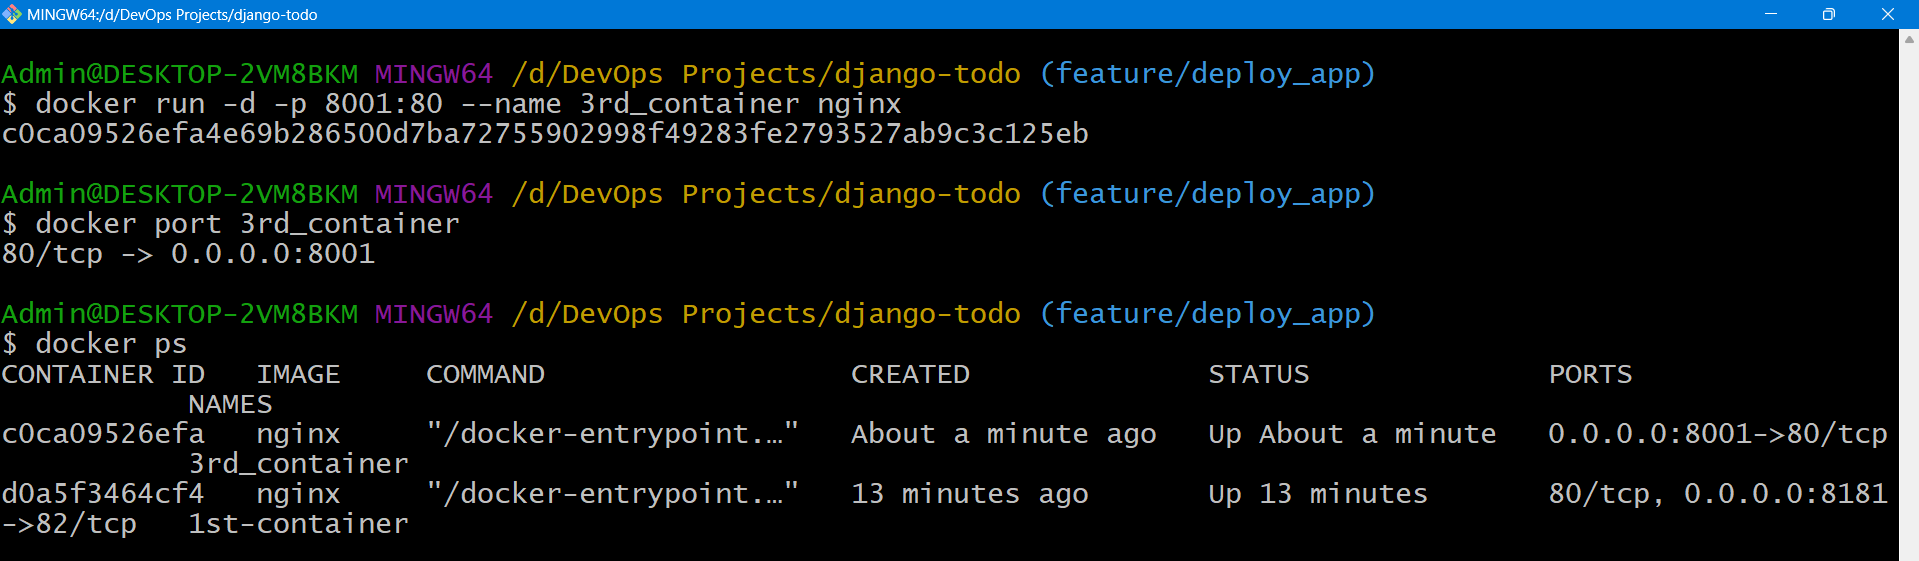 MINGW64:/d/DevOps Projects/django-todo
Admin@DESKTOP-2VM8BKM MINGW64 /d/DevOps Projects/django-todo (feature/deploy_app)
$ docker run -d -p 8001:80 --name 3rd_container nginx
c0ca09526efa4e69b286500d7ba72755902998f49283fe2793527ab9c3c125eb
Admin@DESKTOP-2VM8BKM MINGW64 /d/DevOps Projects/django-todo (feature/deploy_app)
$ docker port 3rd_container
80/tcp -> 0.0.0.0:8001
Admin@DESKTOP-2VM8BKM MINGW64 /d/DevOps Projects/django-todo (feature/deploy_app)
$ docker ps
CONTAINER ID   IMAGE     COMMAND                  CREATED              STATUS              PORTS
           NAMES
c0ca09526efa   nginx     "/docker-entrypoint.…"   About a minute ago   Up About a minute   0.0.0.0:8001->80/tcp
           3rd_container
d0a5f3464cf4   nginx     "/docker-entrypoint.…"   13 minutes ago       Up 13 minutes       80/tcp, 0.0.0.0:8181
->82/tcp   1st-container